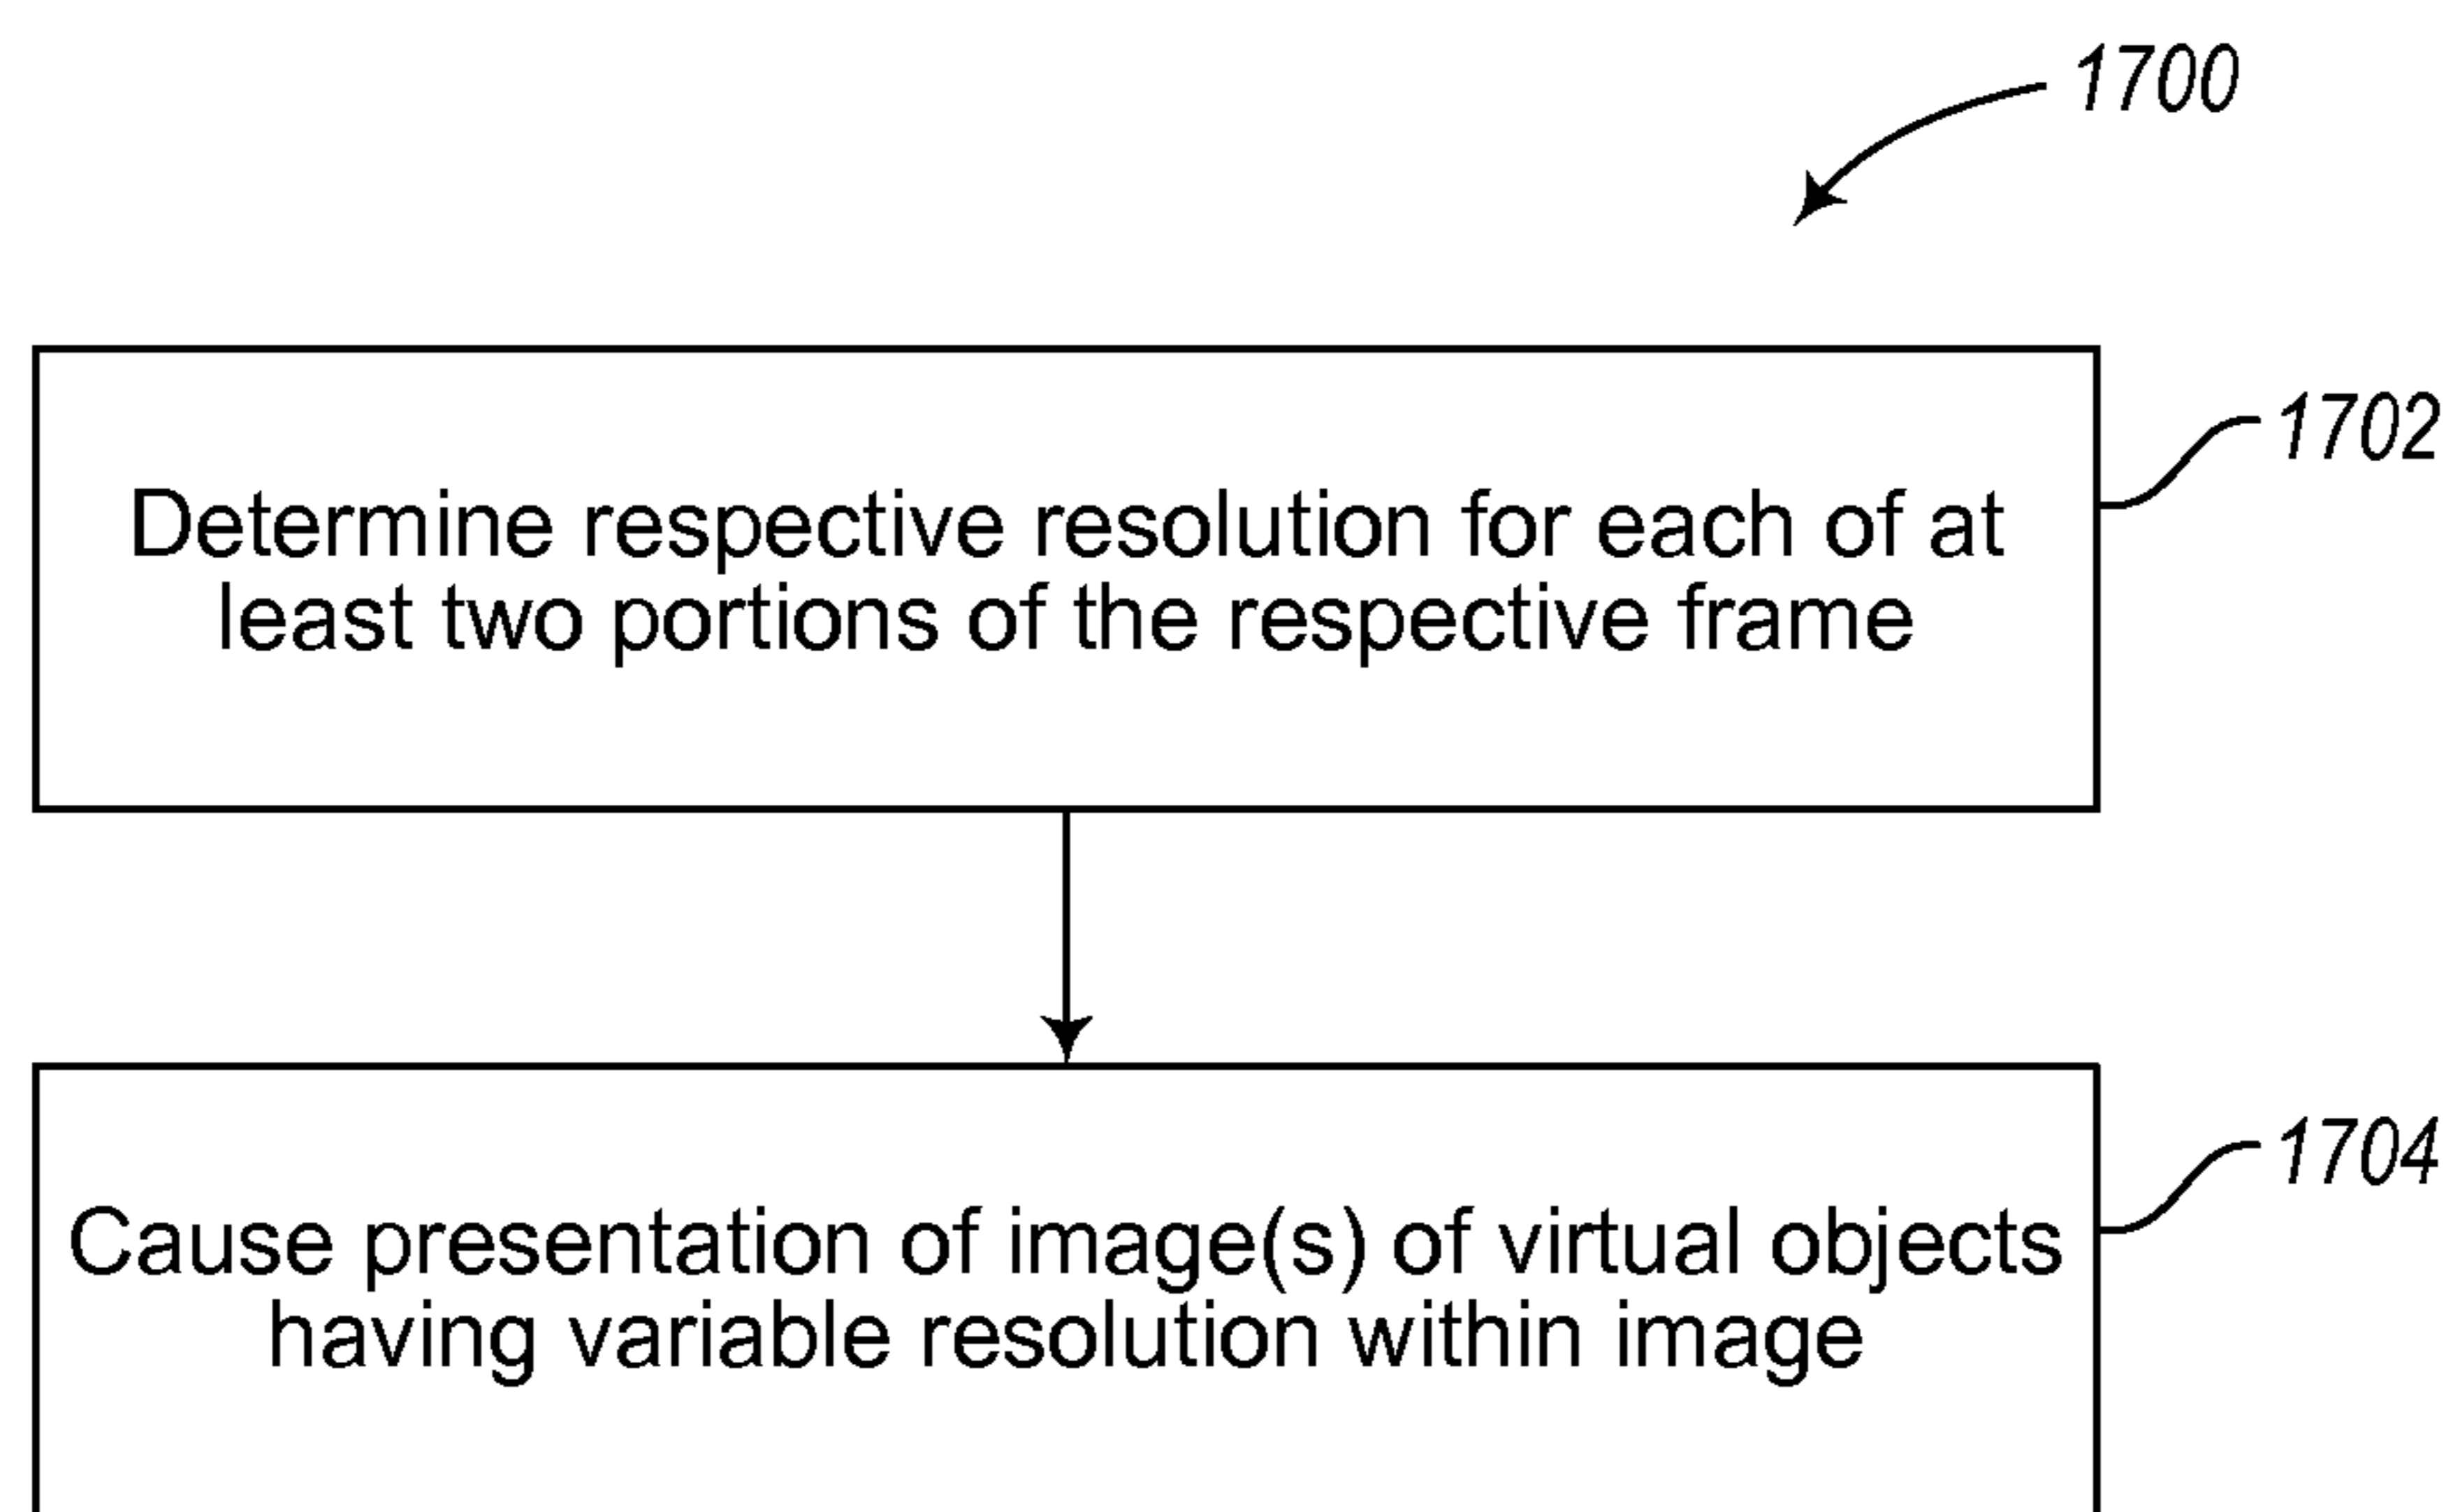 1700
Determine respective resolution for each of at
least two portions of the respective frame
1702
Cause presentation of image(s) of virtual objects
having variable resolution within image
1704